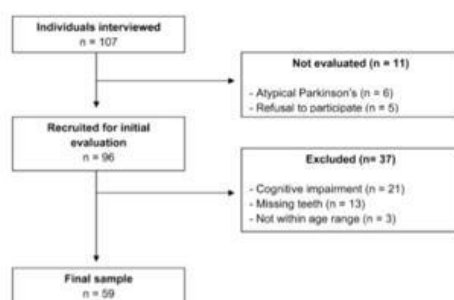 Individuals interviewed
n = 107
Not evaluated (n = 11)
- Atypical Parkinson's (n = 6)
- Refusal to participate (n = 5)
Recruited for initial
evaluation
n = 96
Excluded (n= 37)
- Cognitive impairment (n = 21)
- Missing teeth (n = 13)
- Not within age range (n = 3)
Final sample
n = 59